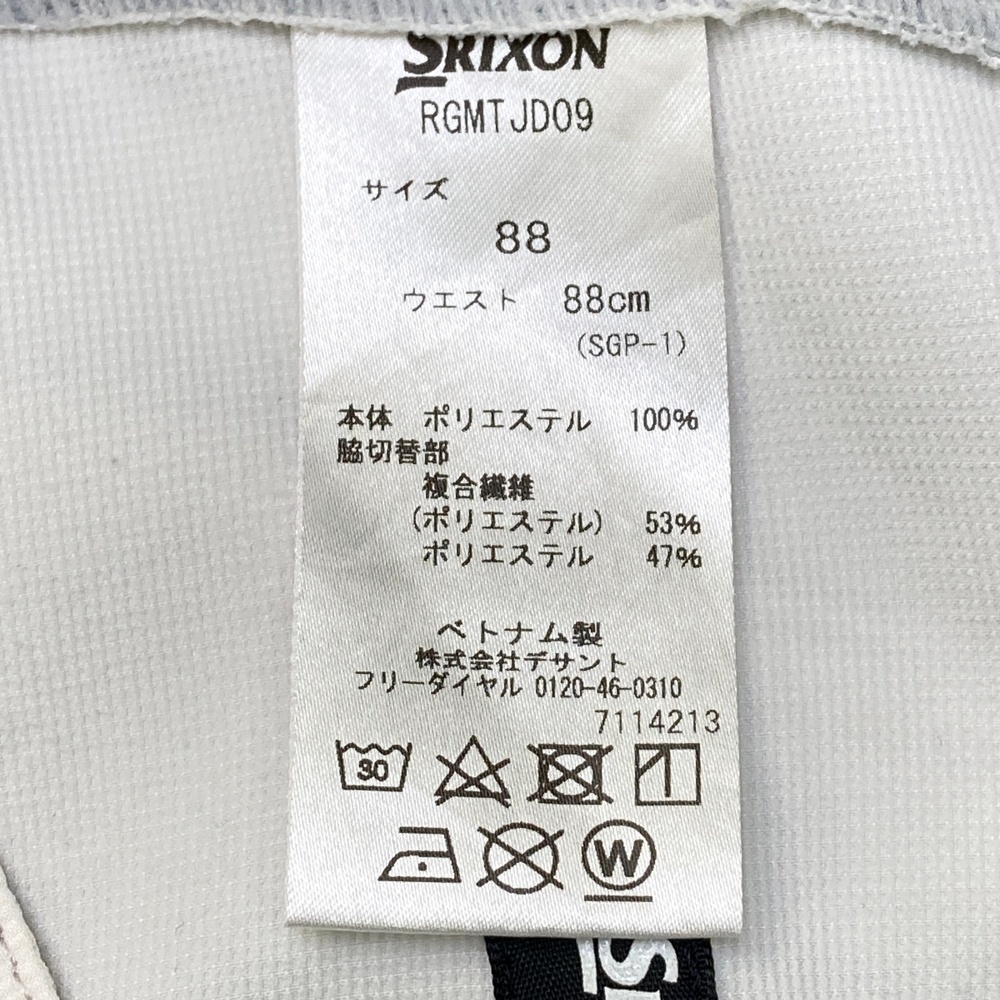 SRIXON
RGMTJD09
サイズ
88
ウエスト 88cm
(SGP-1)
本体 ポリエステル 100%
脇切替部
複合繊維
(ポリエステル) 53%
ポリエステル 47%
ベトナム製
株式会社デサント
フリーダイヤル 0120-46-0310
7114213
30
W